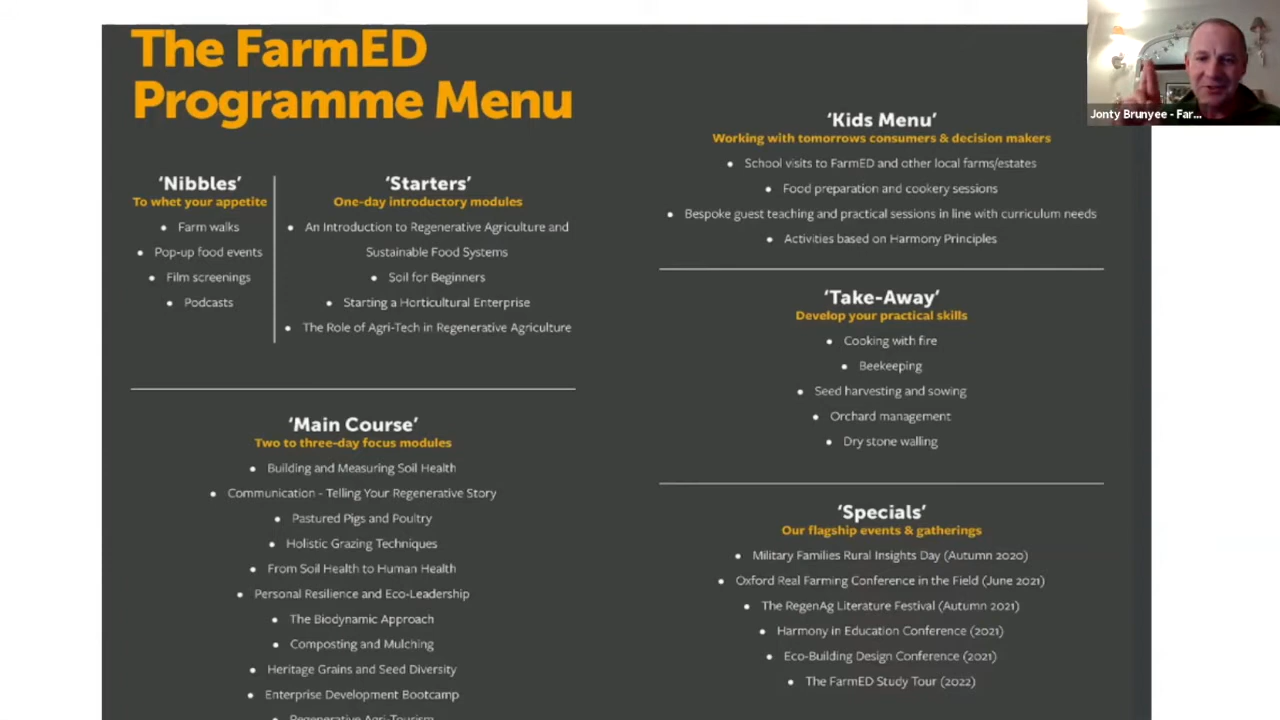 The FarmED
Programme Menu
'Nibbles'
To whet your appetite
• Farm walks
• Pop-up food events
• Film screenings
• Podcasts
'Starters'
One-day introductory modules
• An Introduction to Regenerative Agriculture and
Sustainable Food Systems
• Soil for Beginners
• Starting a Horticultural Enterprise
• The Role of Agri-Tech in Regenerative Agriculture
'Main Course'
Two to three-day focus modules
• Building and Measuring Soil Health
• Communication - Telling Your Regenerative Story
• Pastured Pigs and Poultry
• Holistic Grazing Techniques
• From Soil Health to Human Health
• Personal Resilience and Eco-Leadership
• The Biodynamic Approach
• Composting and Mulching
• Heritage Grains and Seed Diversity
• Enterprise Development Bootcamp
• Regenerative Agri-Tourism
'Kids Menu'
Working with tomorrows consumers & decision makers
• School visits to FarmED and other local farms/estates
• Food preparation and cookery sessions
• Bespoke guest teaching and practical sessions in line with curriculum needs
• Activities based on Harmony Principles
'Take-Away'
Develop your practical skills
• Cooking with fire
• Beekeeping
• Seed harvesting and sowing
• Orchard management
• Dry stone walling
'Specials'
Our flagship events & gatherings
• Military Families Rural Insights Day (Autumn 2020)
• Oxford Real Farming Conference in the Field (June 2021)
• The RegenAg Literature Festival (Autumn 2021)
• Harmony in Education Conference (2021)
• Eco-Building Design Conference (2021)
• The FarmED Study Tour (2022)
Jonty Brunyee - Far...